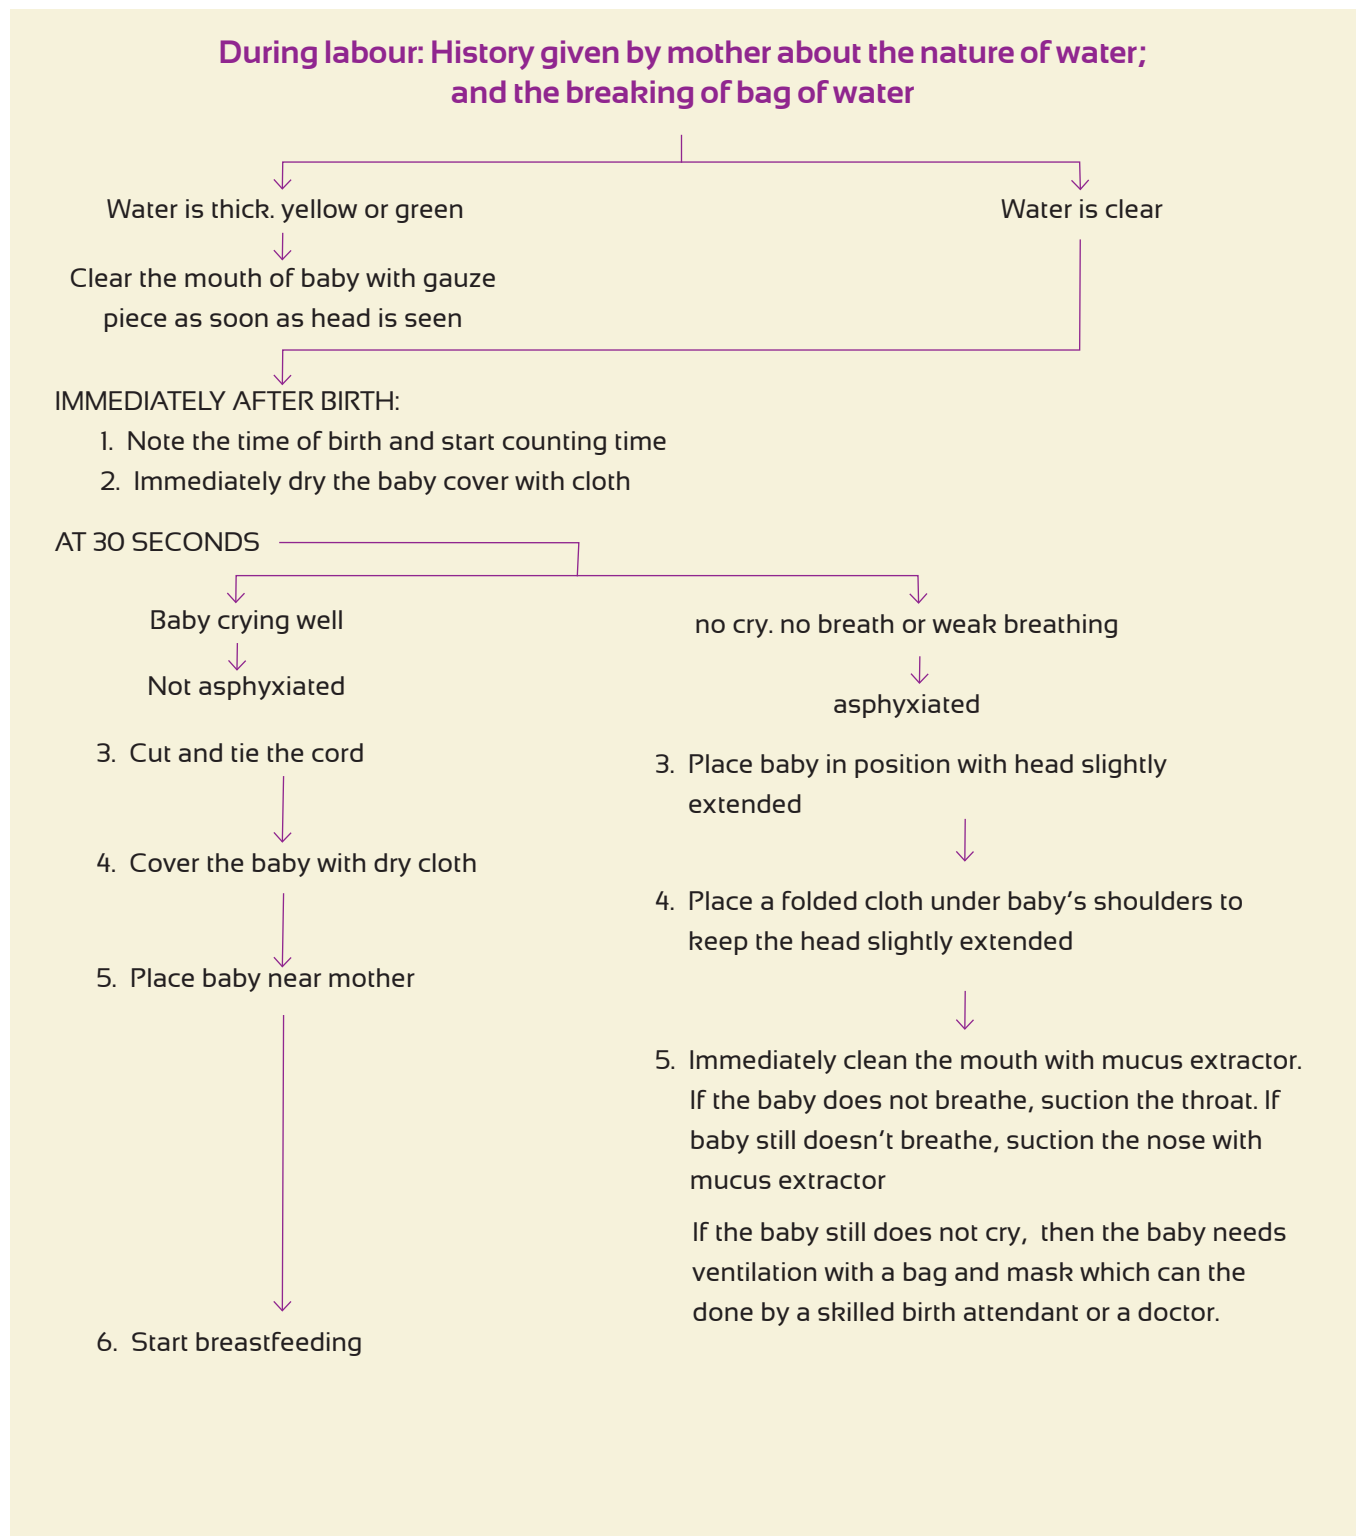 During labour: History given by mother about the nature of water;
and the breaking of bag of water
Water is thick. yellow or green
Water is clear
Clear the mouth of baby with gauze
piece as soon as head is seen
IMMEDIATELY AFTER BIRTH:
1. Note the time of birth and start counting time
2. Immediately dry the baby cover with cloth
AT 30 SECONDS
Baby crying well
Not asphyxiated
3. Cut and tie the cord
4. Cover the baby with dry cloth
5. Place baby near mother
6. Start breastfeeding
no cry. no breath or weak breathing
asphyxiated
3. Place baby in position with head slightly
extended
4. Place a folded cloth under baby's shoulders to
keep the head slightly extended
5. Immediately clean the mouth with mucus extractor.
If the baby does not breathe, suction the throat. If
baby still doesn't breathe, suction the nose with
mucus extractor
If the baby still does not cry, then the baby needs
ventilation with a bag and mask which can the
done by a skilled birth attendant or a doctor.